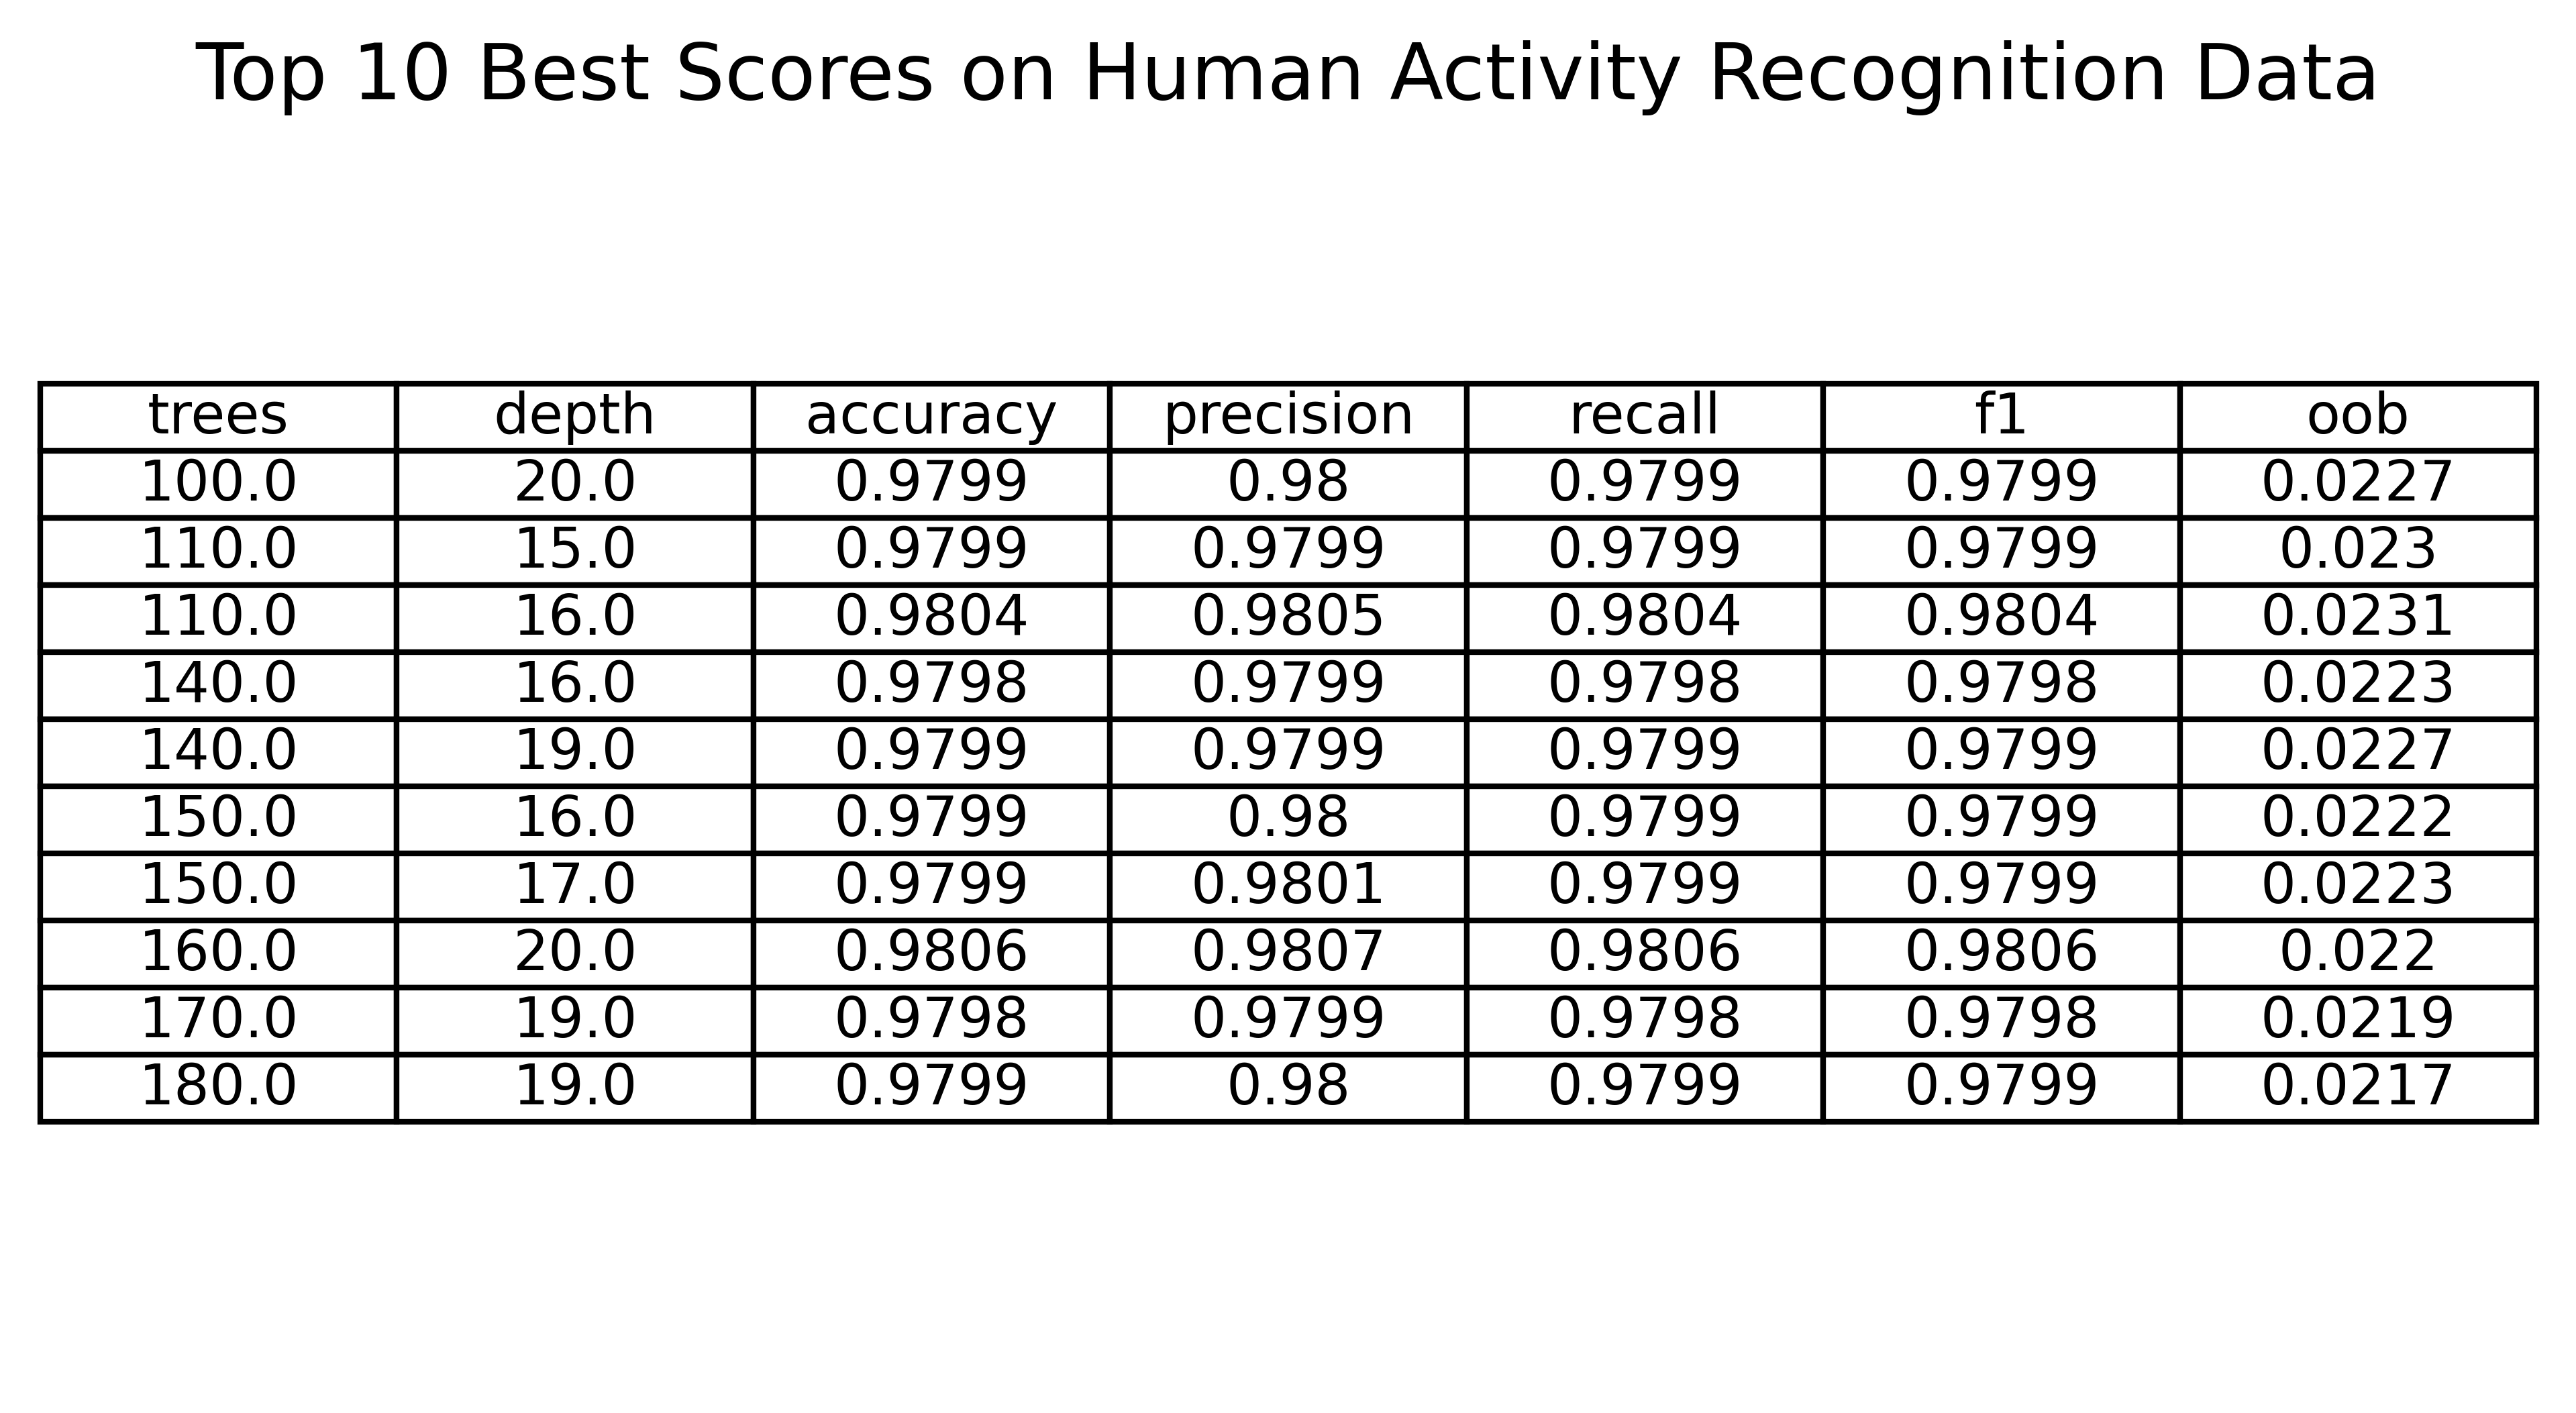 Top 10 Best Scores on Human Activity Recognition Data
trees depth accuracy precision recall f1 oob
100.0 20.0 0.9799 0.98 0.9799 0.9799 0.0227
110.0 15.0 0.9799 0.9799 0.9799 0.9799 0.023
110.0 16.0 0.9804 0.9805 0.9804 0.9804 0.0231
140.0 16.0 0.9798 0.9799 0.9798 0.9798 0.0223
140.0 19.0 0.9799 0.9799 0.9799 0.9799 0.0227
150.0 16.0 0.9799 0.98 0.9799 0.9799 0.0222
150.0 17.0 0.9799 0.9801 0.9799 0.9799 0.0223
160.0 20.0 0.9806 0.9807 0.9806 0.9806 0.022
170.0 19.0 0.9798 0.9799 0.9798 0.9798 0.0219
180.0 19.0 0.9799 0.98 0.9799 0.9799 0.0217